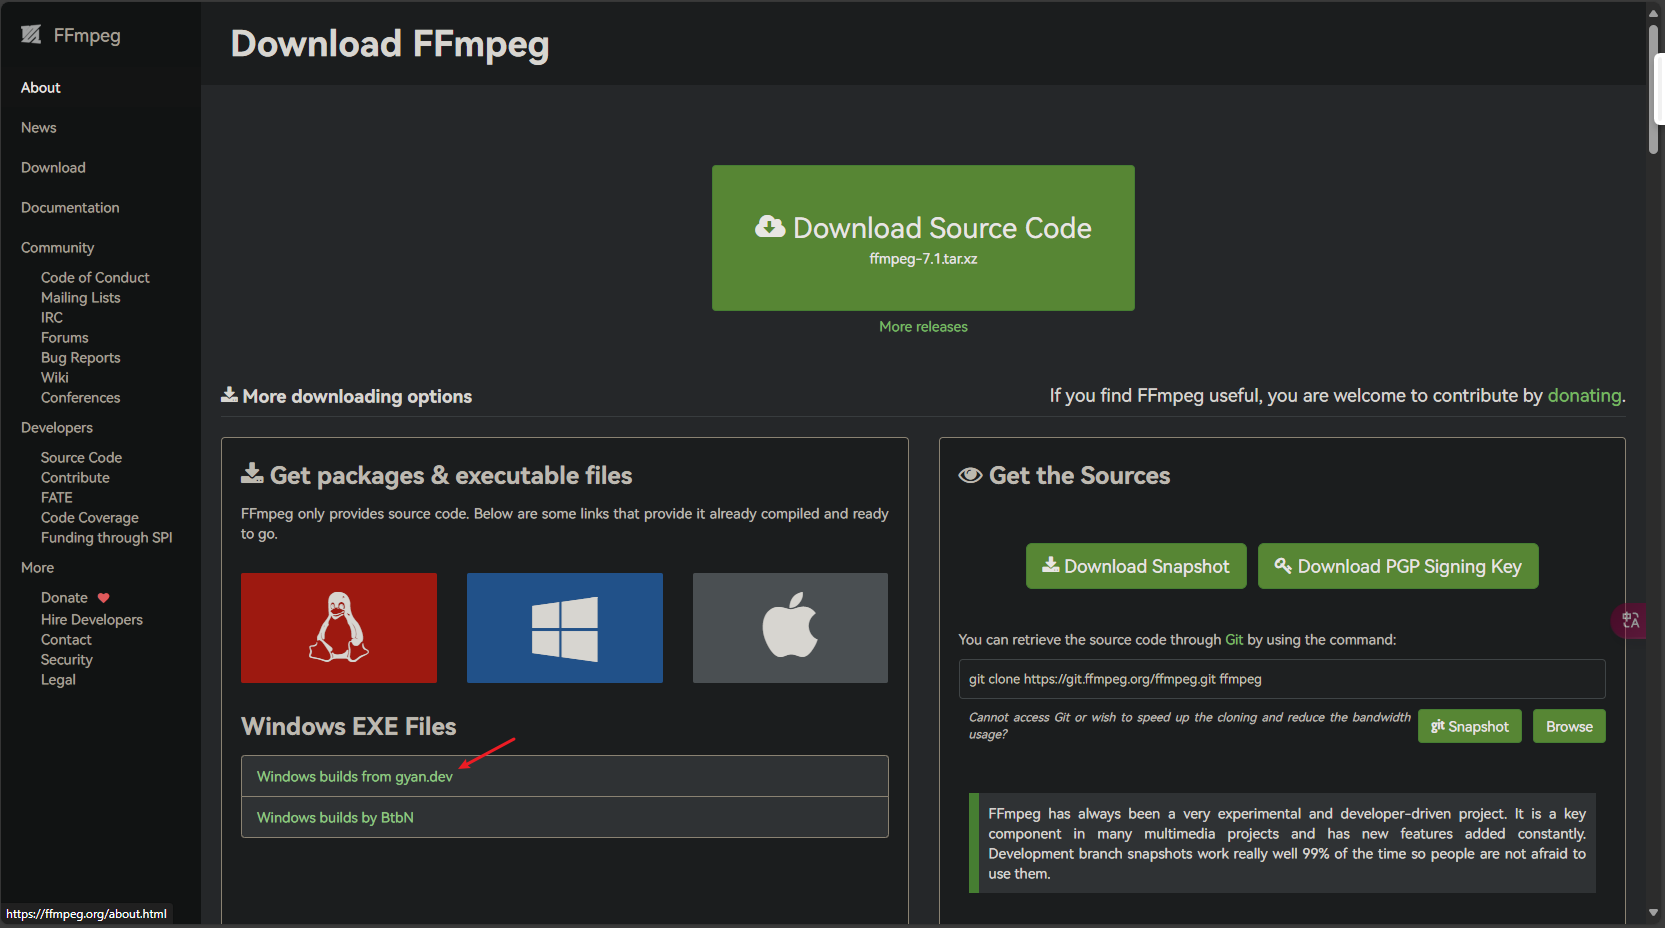 FFmpeg
About
News
Download
Documentation
Community
Code of Conduct
Mailing Lists
IRC
Forums
Bug Reports
Wiki
Conferences
Developers
Source Code
Contribute
FATE
Code Coverage
Funding through SPI
More
Donate
Hire Developers
Contact
Security
Legal
https://ffmpeg.org/about.html
Download FFmpeg
Download Source Code
ffmpeg-7.1.tar.xz
More releases
More downloading options
If you find FFmpeg useful, you are welcome to contribute by donating.
Get packages & executable files
FFmpeg only provides source code. Below are some links that provide it already compiled and ready
to go.
Windows EXE Files
Windows builds from gyan.dev
Windows builds by BtbN
Get the Sources
Download Snapshot
Download PGP Signing Key
You can retrieve the source code through Git by using the command:
git clone https://git.ffmpeg.org/ffmpeg.git ffmpeg
Cannot access Git or wish to speed up the cloning and reduce the bandwidth
usage?
git Snapshot
Browse
FFmpeg has always been a very experimental and developer-driven project. It is a key
component in many multimedia projects and has new features added constantly.
Development branch snapshots work really well 99% of the time so people are not afraid to
use them.
中A